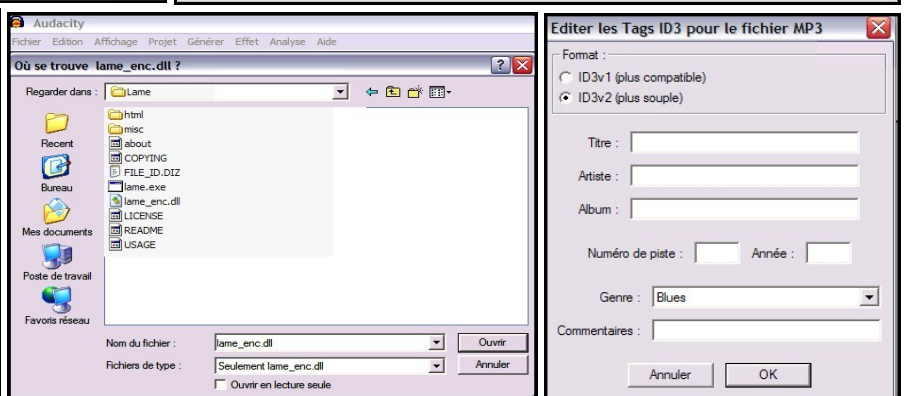 Audacity
Fichier Edition Affichage Projet Générer Effet Analyse Aide
Où se trouve lame_enc.dll ?
Regarder dans : Lame
Recent
Bureau
Mes documents
Poste de travail
Favoris réseau
html
misc
about
COPYING
FILE_ID.DIZ
lame.exe
lame_enc.dll
LICENSE
README
USAGE
Nom du fichier : lame_enc.dll Ouvrir
Fichiers de type : Seulement lame_enc.dll Annuler
Ouvrir en lecture seule
Editer les Tags ID3 pour le fichier MP3
Format :
ID3v1 (plus compatible)
ID3v2 (plus souple)
Titre :
Artiste :
Album :
Numéro de piste : Année :
Genre : Blues
Commentaires :
Annuler OK